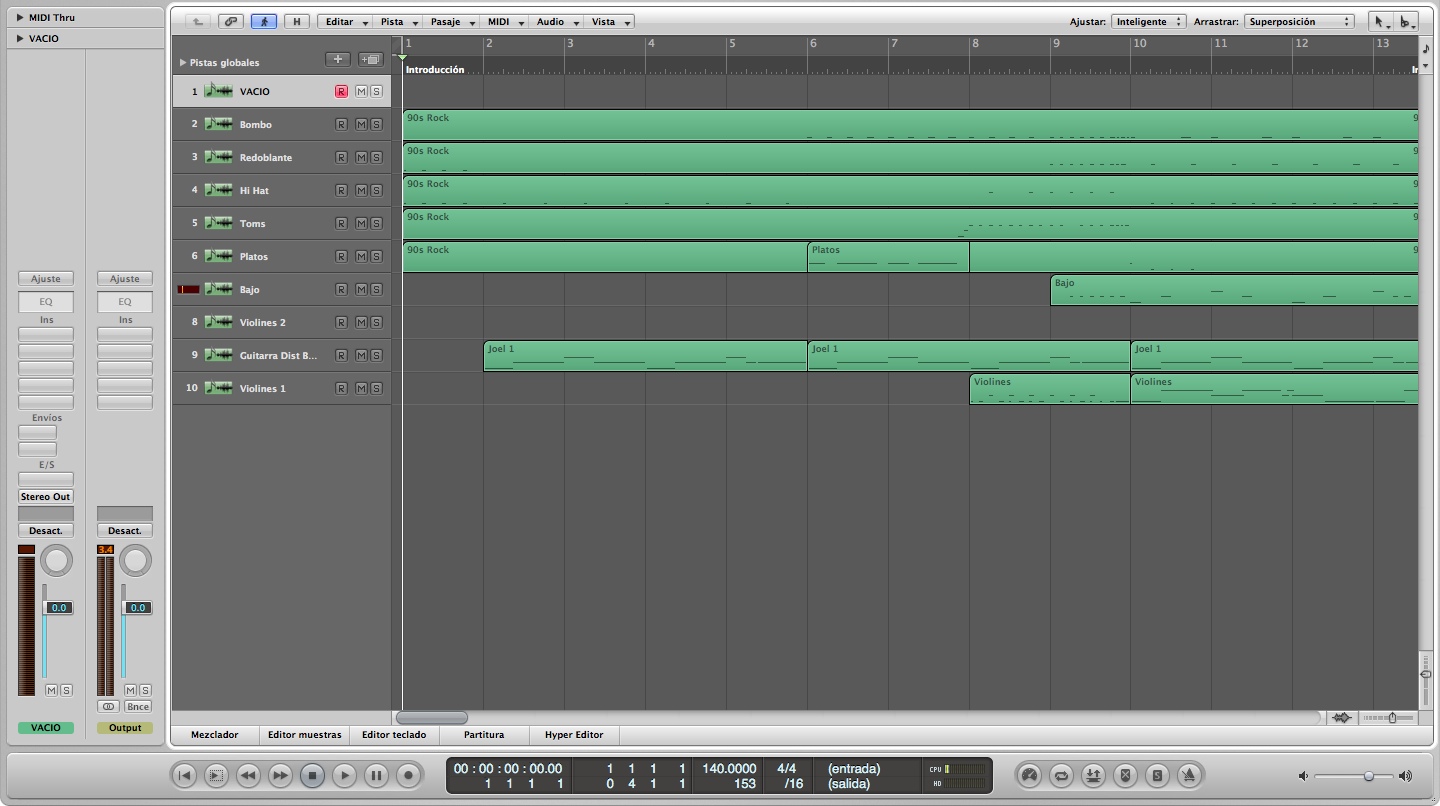 MIDI Thru
VACIO
H Editar Pista Pasaje MIDI Audio Vista Ajustar: Inteligente Arrastrar: Superposición
1 2 3 4 5 6 7 8 9 10 11 12 13
Pistas globales
Introducción
1 VACIO R M S
2 Bombo R M S 90s Rock 9
3 Redoblante R M S 90s Rock 9
4 Hi Hat R M S 90s Rock 9
5 Toms R M S 90s Rock 9
6 Platos R M S 90s Rock Platos 9
Bajo R M S Bajo
8 Violines 2 R M S
9 Guitarra Dist B... R M S Joel 1 Joel 1 Joel 1
10 Violines 1 R M S Violines Violines
Ajuste Ajuste
EQ EQ
Ins Ins
Envíos
E/S
Stereo Out
Desact. Desact.
3.4
0.0 0.0
M S M S
Bnce
VACIO Output
Mezclador Editor muestras Editor teclado Partitura Hyper Editor
00 : 00 : 00 : 00.00 1 1 1 1 140.0000 4/4 (entrada) CPU
1 1 1 1 0 4 1 1 153 /16 (salida) HD
S